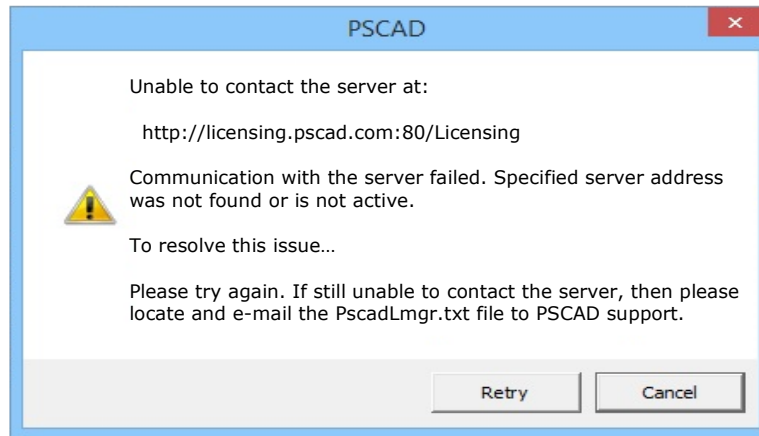 PSCAD
Unable to contact the server at:
http://licensing.pscad.com:80/Licensing
Communication with the server failed. Specified server address
was not found or is not active.
To resolve this issue…
Please try again. If still unable to contact the server, then please
locate and e-mail the PscadLmgr.txt file to PSCAD support.
Retry
Cancel